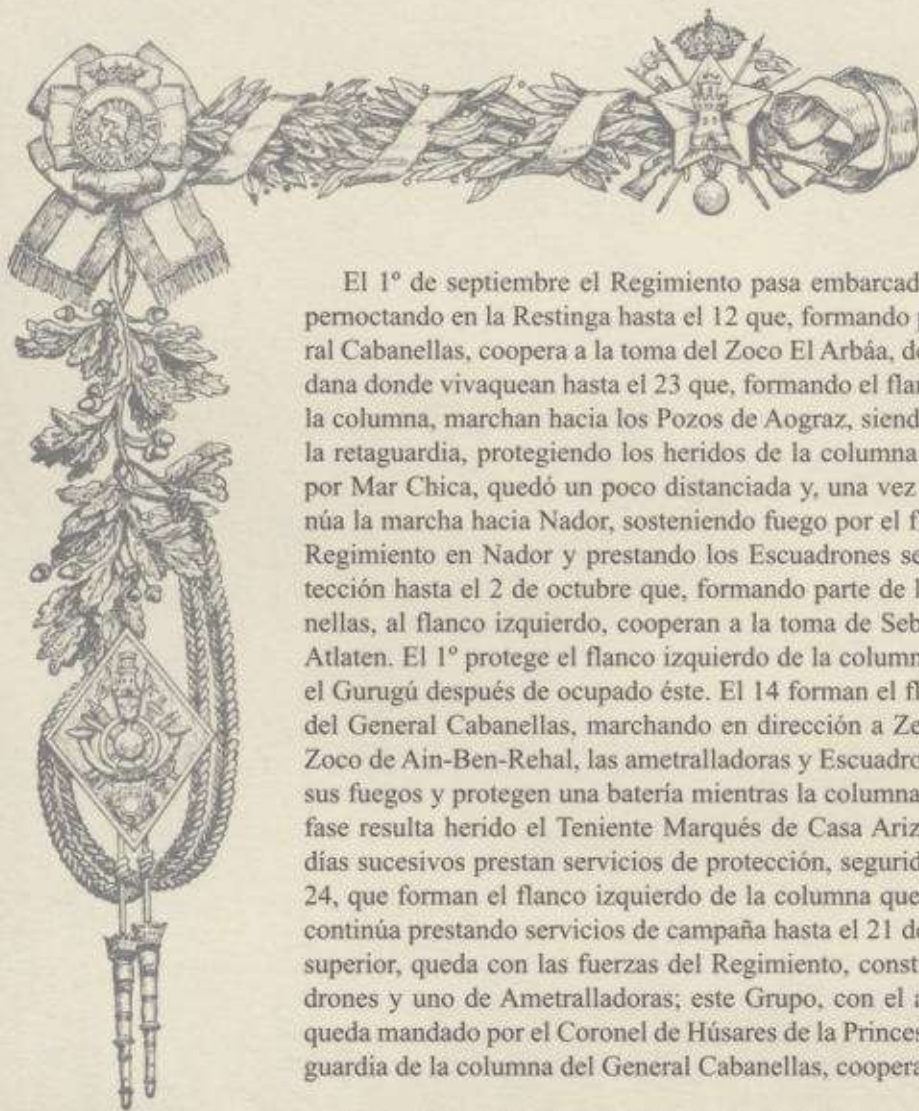 El 1º de septiembre el Regimiento pasa embarcad
pernoctando en la Restinga hasta el 12 que, formando
ral Cabanellas, coopera a la toma del Zoco El Arbáa, de
dana donde vivaquean hasta el 23 que, formando el flan
la columna, marchan hacia los Pozos de Aograz, siend
la retaguardia, protegiendo los heridos de la columna
por Mar Chica, quedó un poco distanciada y, una vez
núa la marcha hacia Nador, sosteniendo fuego por el f
Regimiento en Nador y prestando los Escuadrones se
tección hasta el 2 de octubre que, formando parte de l
nellas, al flanco izquierdo, cooperan a la toma de Seb
Atlaten. El 1º protege el flanco izquierdo de la column
el Gurugú después de ocupado éste. El 14 forman el fl
del General Cabanellas, marchando en dirección a Ze
Zoco de Ain-Ben-Rehal, las ametralladoras y Escuadro
sus fuegos y protegen una batería mientras la columna
fase resulta herido el Teniente Marqués de Casa Ariz
días sucesivos prestan servicios de protección, segurid
24, que forman el flanco izquierdo de la columna que
continúa prestando servicios de campaña hasta el 21 de
superior, queda con las fuerzas del Regimiento, const
drones y uno de Ametralladoras; este Grupo, con el a
queda mandado por el Coronel de Húsares de la Princes
guardia de la columna del General Cabanellas, coopera